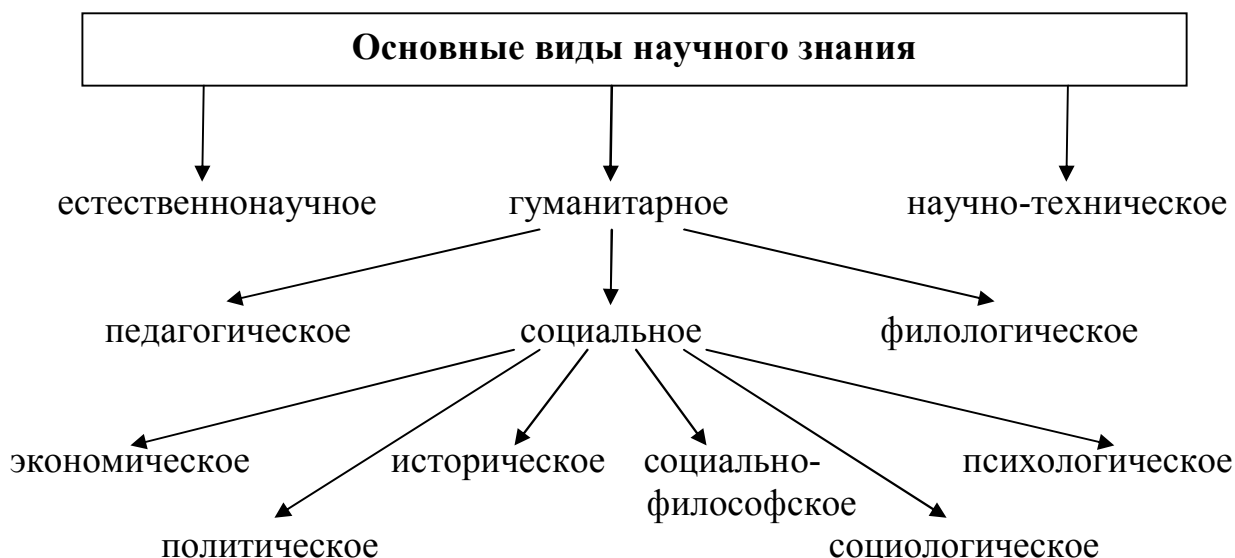 Основные виды научного знания
естественнонаучное гуманитарное научно-техническое
педагогическое социальное филологическое
экономическое историческое социально- психологическое
философское
политическое социологическое